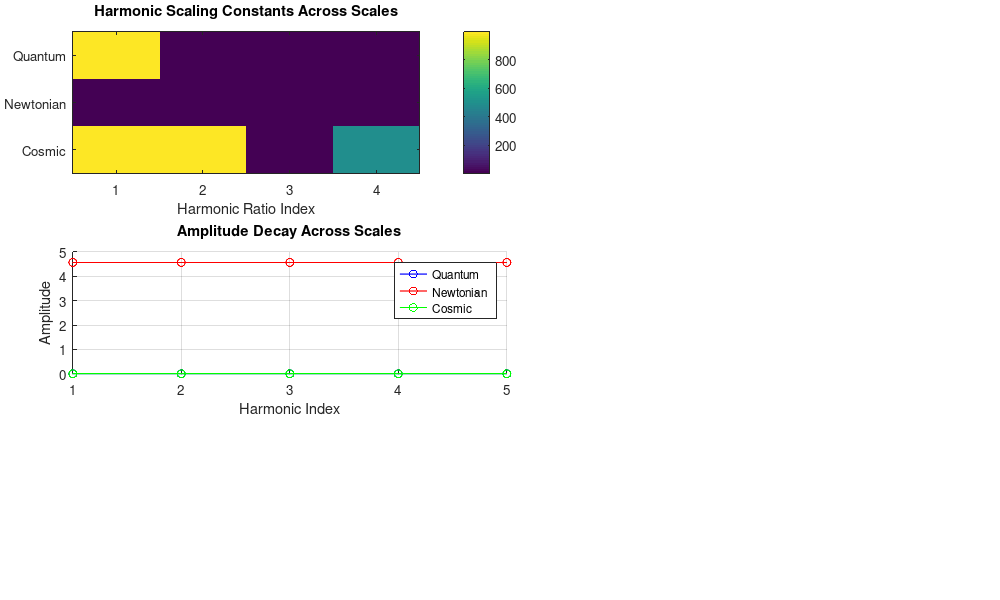 Harmonic Scaling Constants Across Scales
Quantum
Newtonian
Cosmic
1 2 3 4
Harmonic Ratio Index
800
600
400
200
Amplitude Decay Across Scales
5
4
3
2
1
0
Amplitude
1 2 3 4 5
Harmonic Index
Quantum
Newtonian
Cosmic